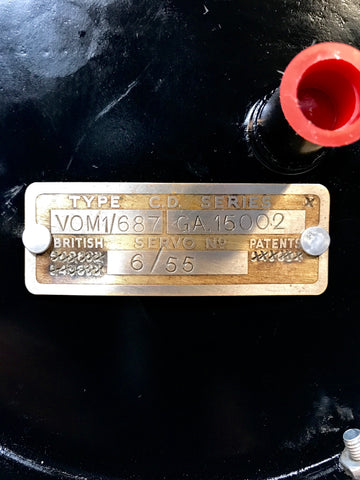 TYPE C.D. SERIES X
VOM1/687 GA.15002
BRITISH SERVO No PATENTS
6/55